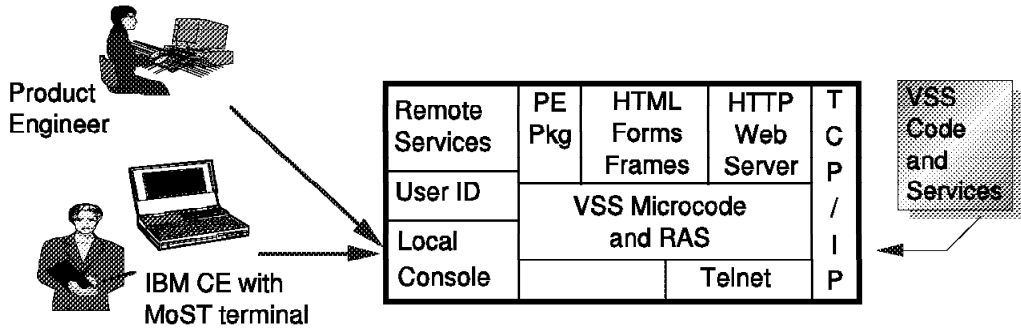 Product
Engineer
IBM CE with
MoST terminal
Remote
Services
User ID
Local
Console
PE
Pkg
HTML
Forms
Frames
HTTP
Web
Server
VSS Microcode
and RAS
Telnet
T
C
P
/
I
P
VSS
Code
and
Services